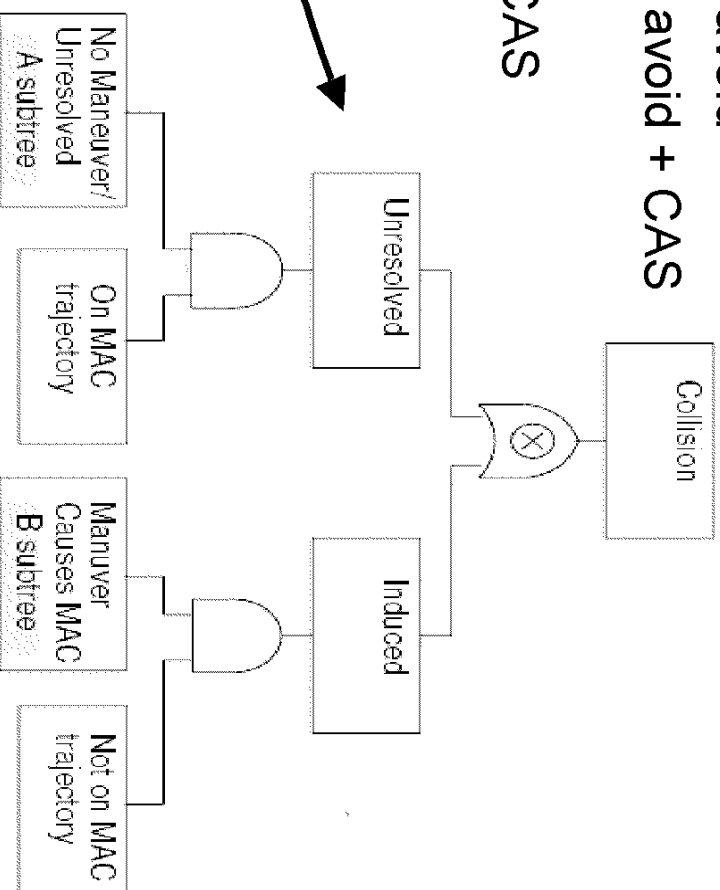 avoid + CAS
CAS
Collision
Unresolved
Induced
No Maneuver/
Unresolved
A subtree
On MAC
trajectory
Manuver
Causes MAC
B subtree
Not on MAC
trajectory